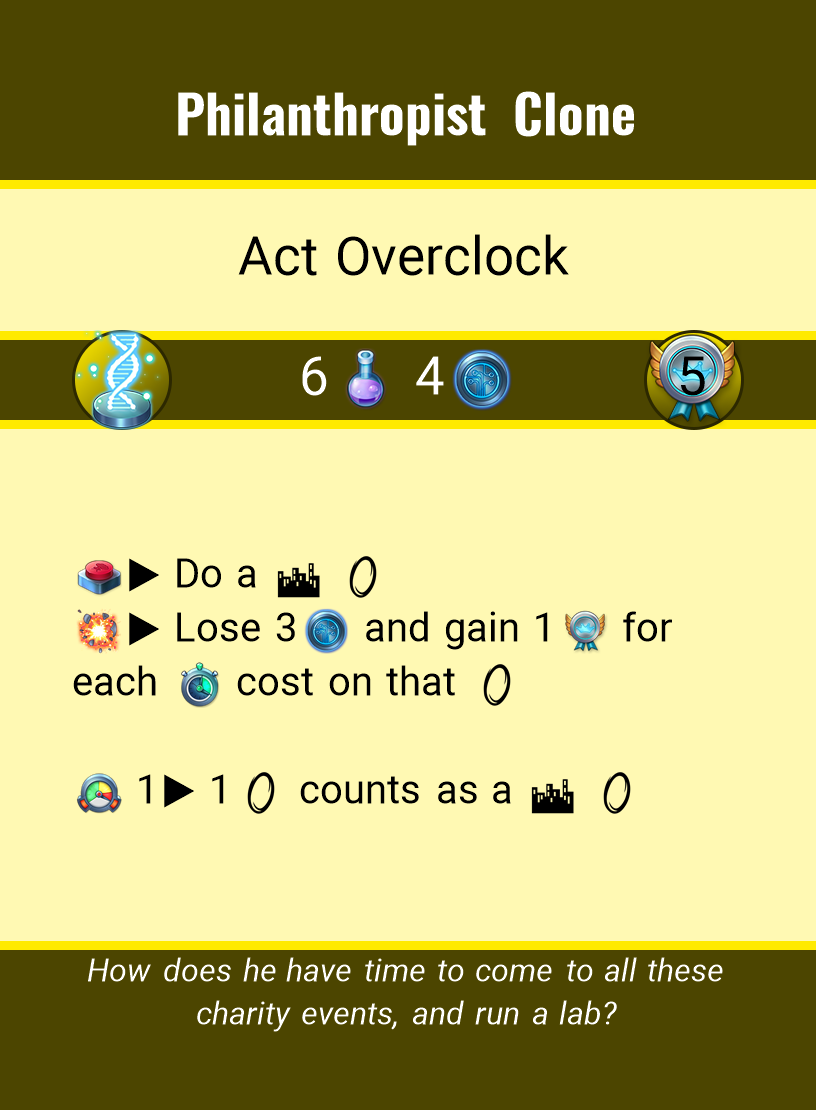 Philanthropist Clone
Act Overclock
6 4 5
▶ Do a
▶ Lose 3 and gain 1 for
each cost on that
1▶ 1 counts as a
How does he have time to come to all these
charity events, and run a lab?